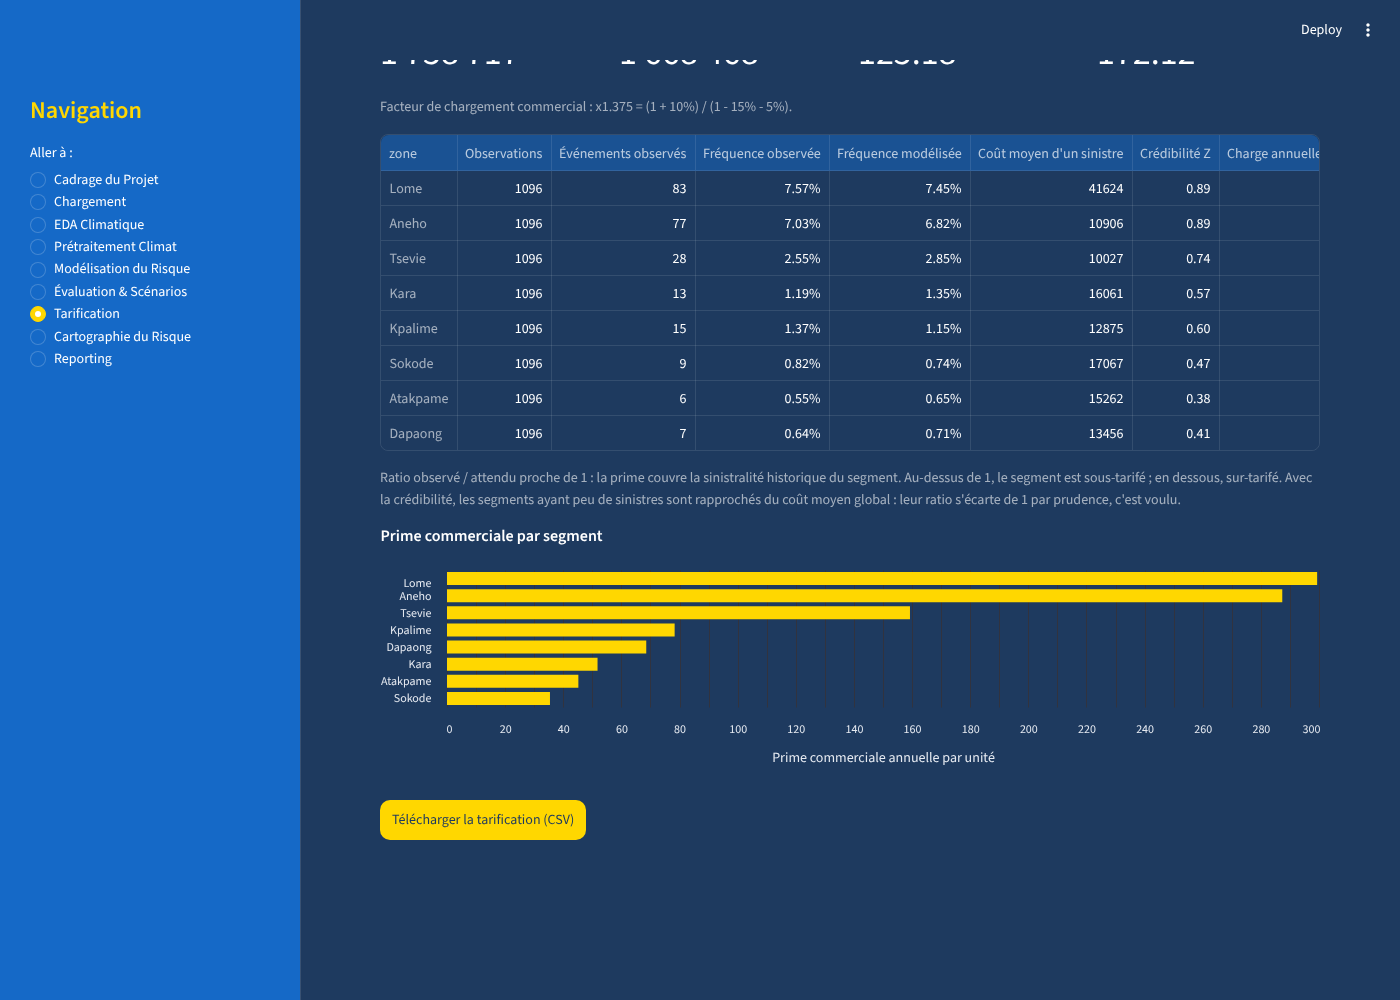 Deploy
Navigation
Aller à :
Cadrage du Projet
Chargement
EDA Climatique
Prétraitement Climat
Modélisation du Risque
Évaluation & Scénarios
Tarification
Cartographie du Risque
Reporting
Facteur de chargement commercial : x1.375 = (1 + 10%) / (1 - 15% - 5%).
zone Observations Événements observés Fréquence observée Fréquence modélisée Coût moyen d'un sinistre Crédibilité Z Charge annuelle
Lome 1096 83 7.57% 7.45% 41624 0.89
Aneho 1096 77 7.03% 6.82% 10906 0.89
Tsevie 1096 28 2.55% 2.85% 10027 0.74
Kara 1096 13 1.19% 1.35% 16061 0.57
Kpalime 1096 15 1.37% 1.15% 12875 0.60
Sokode 1096 9 0.82% 0.74% 17067 0.47
Atakpame 1096 6 0.55% 0.65% 15262 0.38
Dapaong 1096 7 0.64% 0.71% 13456 0.41
Ratio observé / attendu proche de 1 : la prime couvre la sinistralité historique du segment. Au-dessus de 1, le segment est sous-tarifé ; en dessous, sur-tarifé. Avec
la crédibilité, les segments ayant peu de sinistres sont rapprochés du coût moyen global : leur ratio s'écarte de 1 par prudence, c'est voulu.
Prime commerciale par segment
Lome
Aneho
Tsevie
Kpalime
Dapaong
Kara
Atakpame
Sokode
0 20 40 60 80 100 120 140 160 180 200 220 240 260 280 300
Prime commerciale annuelle par unité
Télécharger la tarification (CSV)